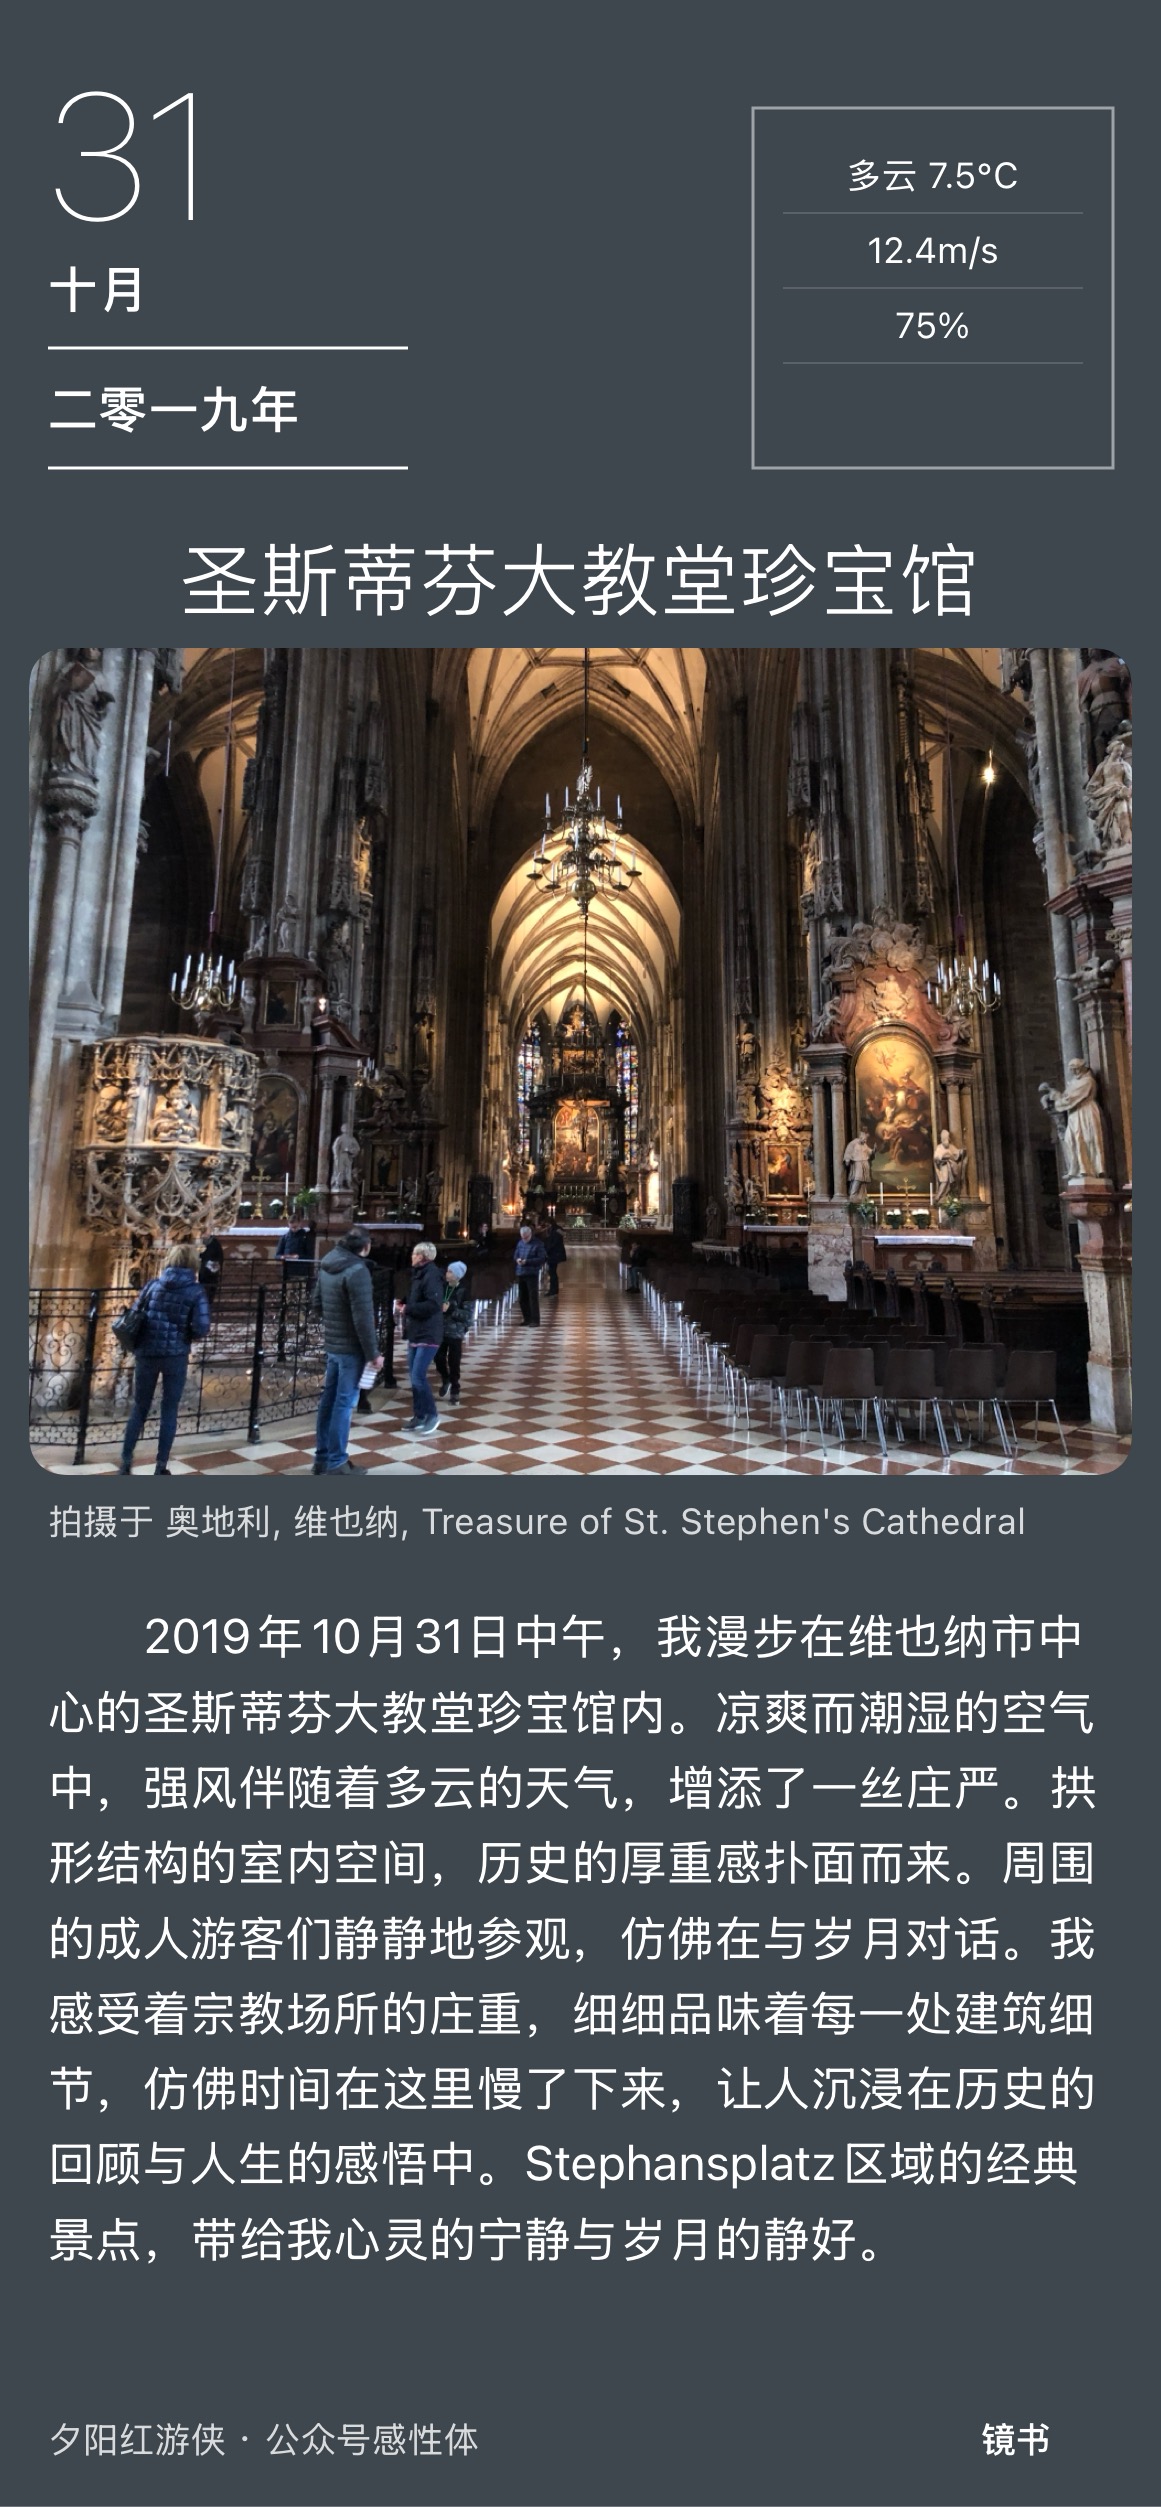 31
十月
二零一九年
多云 7.5°C
12.4m/s
75%
圣斯蒂芬大教堂珍宝馆
拍摄于 奥地利, 维也纳, Treasure of St. Stephen's Cathedral
2019年10月31日中午，我漫步在维也纳市中
心的圣斯蒂芬大教堂珍宝馆内。凉爽而潮湿的空气
中，强风伴随着多云的天气，增添了一丝庄严。拱
形结构的室内空间，历史的厚重感扑面而来。周围
的成人游客们静静地参观，仿佛在与岁月对话。我
感受着宗教场所的庄重，细细品味着每一处建筑细
节，仿佛时间在这里慢了下来，让人沉浸在历史的
回顾与人生的感悟中。Stephansplatz区域的经典
景点，带给我心灵的宁静与岁月的静好。
夕阳红游侠 · 公众号感性体
镜书